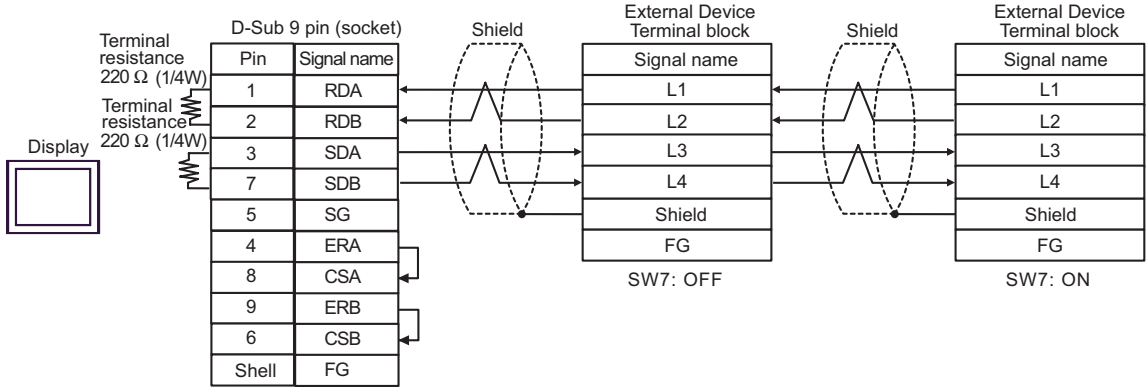 Display
Terminal
resistance
220 Ω (1/4W)
Terminal
resistance
220 Ω (1/4W)
D-Sub 9 pin (socket)
Pin Signal name
1 RDA
2 RDB
3 SDA
7 SDB
5 SG
4 ERA
8 CSA
9 ERB
6 CSB
Shell FG
Shield
External Device
Terminal block
Signal name
L1
L2
L3
L4
Shield
FG
SW7: OFF
Shield
External Device
Terminal block
Signal name
L1
L2
L3
L4
Shield
FG
SW7: ON